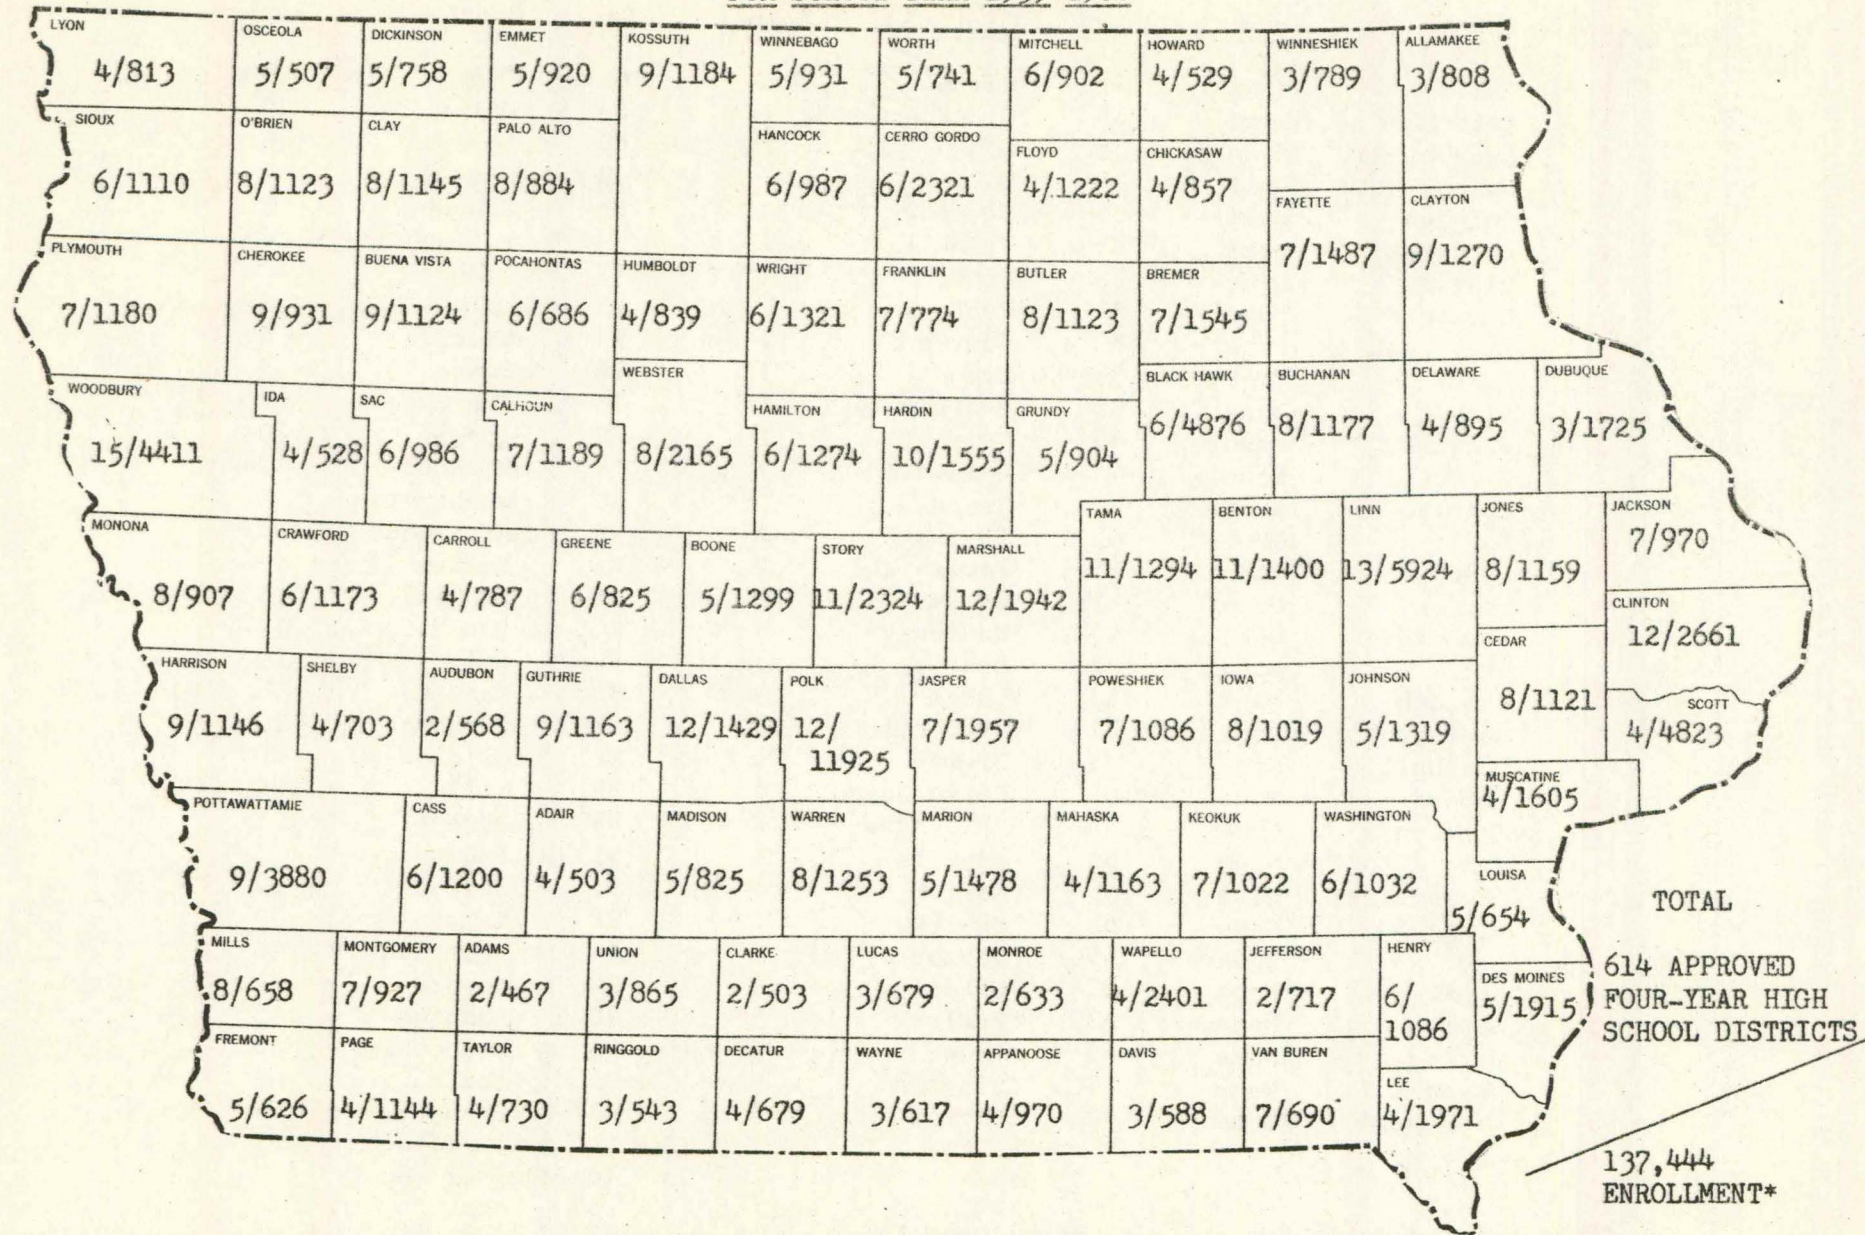 LYON
4/813
OSCEOLA
5/507
DICKINSON
5/758
EMMET
5/920
KOSSUTH
9/1184
WINNEBAGO
5/931
WORTH
5/741
MITCHELL
6/902
HOWARD
4/529
WINNESHIEK
3/789
ALLAMAKEE
3/808
SIOUX
6/1110
O'BRIEN
8/1123
CLAY
8/1145
PALO ALTO
8/884
HANCOCK
6/987
CERRO GORDO
6/2321
FLOYD
4/1222
CHICKASAW
4/857
FAYETTE
7/1487
CLAYTON
9/1270
PLYMOUTH
7/1180
CHEROKEE
9/931
BUENA VISTA
9/1124
POCAHONTAS
6/686
HUMBOLDT
4/839
WRIGHT
6/1321
FRANKLIN
7/774
BUTLER
8/1123
BREMER
7/1545
WOODBURY
15/4411
IDA
4/528
SAC
6/986
CALHOUN
7/1189
WEBSTER
8/2165
HAMILTON
6/1274
HARDIN
10/1555
GRUNDY
5/904
BLACK HAWK
6/4876
BUCHANAN
8/1177
DELAWARE
4/895
DUBUQUE
3/1725
MONONA
8/907
CRAWFORD
6/1173
CARROLL
4/787
GREENE
6/825
BOONE
5/1299
STORY
11/2324
MARSHALL
12/1942
TAMA
11/1294
BENTON
11/1400
LINN
13/5924
JONES
8/1159
JACKSON
7/970
CLINTON
12/2661
CEDAR
8/1121
SCOTT
4/4823
HARRISON
9/1146
SHELBY
4/703
AUDUBON
2/568
GUTHRIE
9/1163
DALLAS
12/1429
POLK
12/
11925
JASPER
7/1957
POWESHIEK
7/1086
IOWA
8/1019
JOHNSON
5/1319
MUSCATINE
4/1605
POTTAWATTAMIE
9/3880
CASS
6/1200
ADAIR
4/503
MADISON
5/825
WARREN
8/1253
MARION
5/1478
MAHASKA
4/1163
KEOKUK
7/1022
WASHINGTON
6/1032
LOUISA
5/654
MILLS
8/658
MONTGOMERY
7/927
ADAMS
2/467
UNION
3/865
CLARKE
2/503
LUCAS
3/679
MONROE
2/633
WAPELLO
4/2401
JEFFERSON
2/717
HENRY
6/
1086
DES MOINES
5/1915
FREMONT
5/626
PAGE
4/1144
TAYLOR
4/730
RINGGOLD
3/543
DECATUR
4/679
WAYNE
3/617
APPANOOSE
4/970
DAVIS
3/588
VAN BUREN
7/690
LEE
4/1971
TOTAL
614 APPROVED
FOUR-YEAR HIGH
SCHOOL DISTRICTS
137,444
ENROLLMENT*